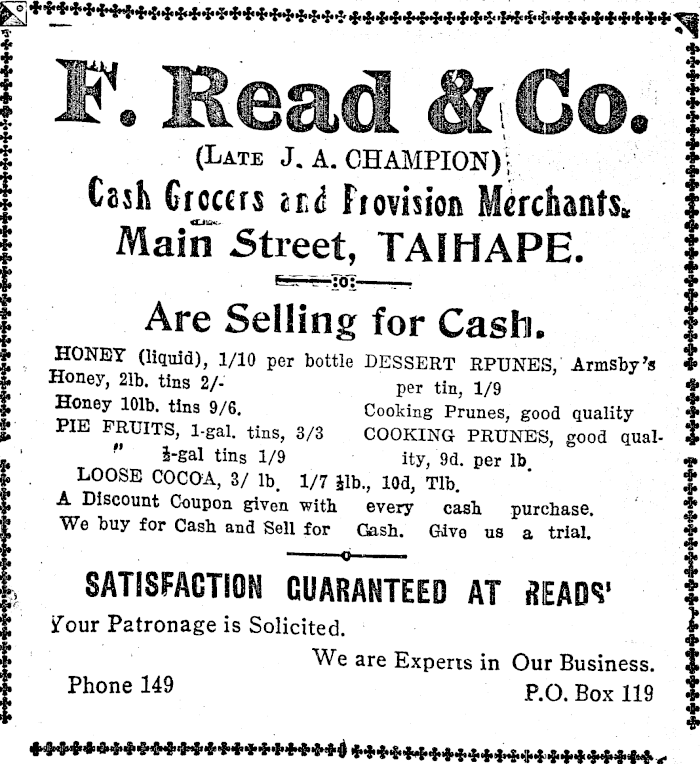 F. Read & Co.
(LATE J. A. CHAMPION)
Cash Grocers and Provision Merchants.
Main Street, TAIHAPE.
Are Selling for Cash.
HONEY (liquid), 1/10 per bottle
Honey, 2lb. tins 2/-
Honey 10lb. tins 9/6.
PIE FRUITS, 1-gal. tins, 3/3
" ½-gal tins 1/9
DESSERT RPUNES, Armsby's
per tin, 1/9
Cooking Prunes, good quality
COOKING PRUNES, good qual-
ity, 9d. per lb.
LOOSE COCOA, 3/ lb. 1/7 ½lb., 10d, Tlb.
A Discount Coupon given with every cash purchase.
We buy for Cash and Sell for Cash. Give us a trial.
SATISFACTION GUARANTEED AT READS'
Your Patronage is Solicited.
We are Experts in Our Business.
Phone 149
P.O. Box 119